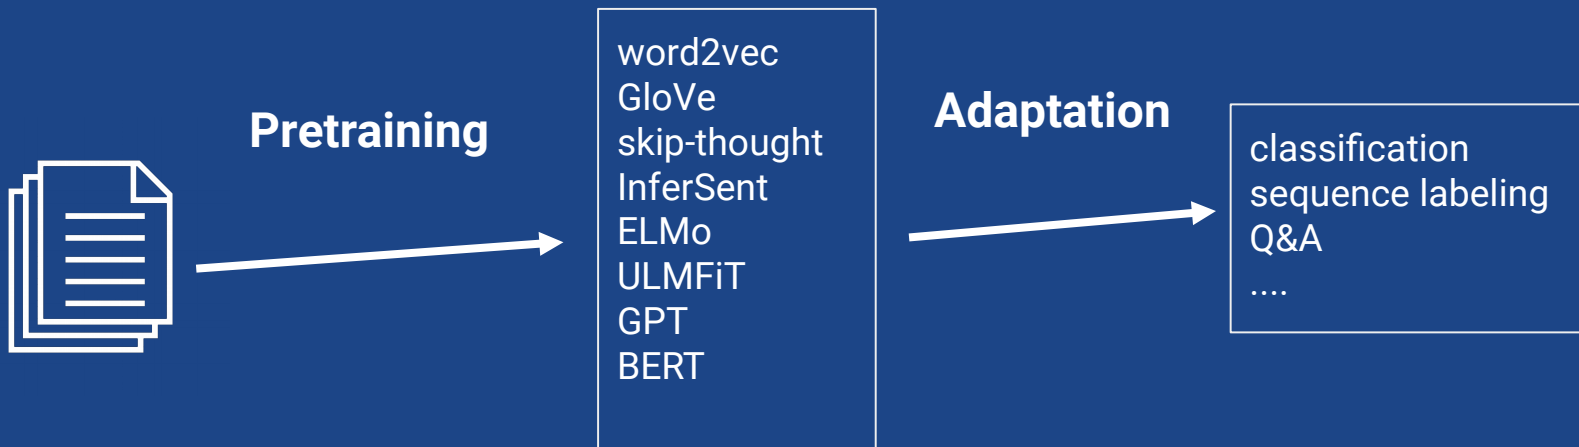 Pretraining
word2vec
GloVe
skip-thought
InferSent
ELMo
ULMFiT
GPT
BERT
Adaptation
classification
sequence labeling
Q&A
....